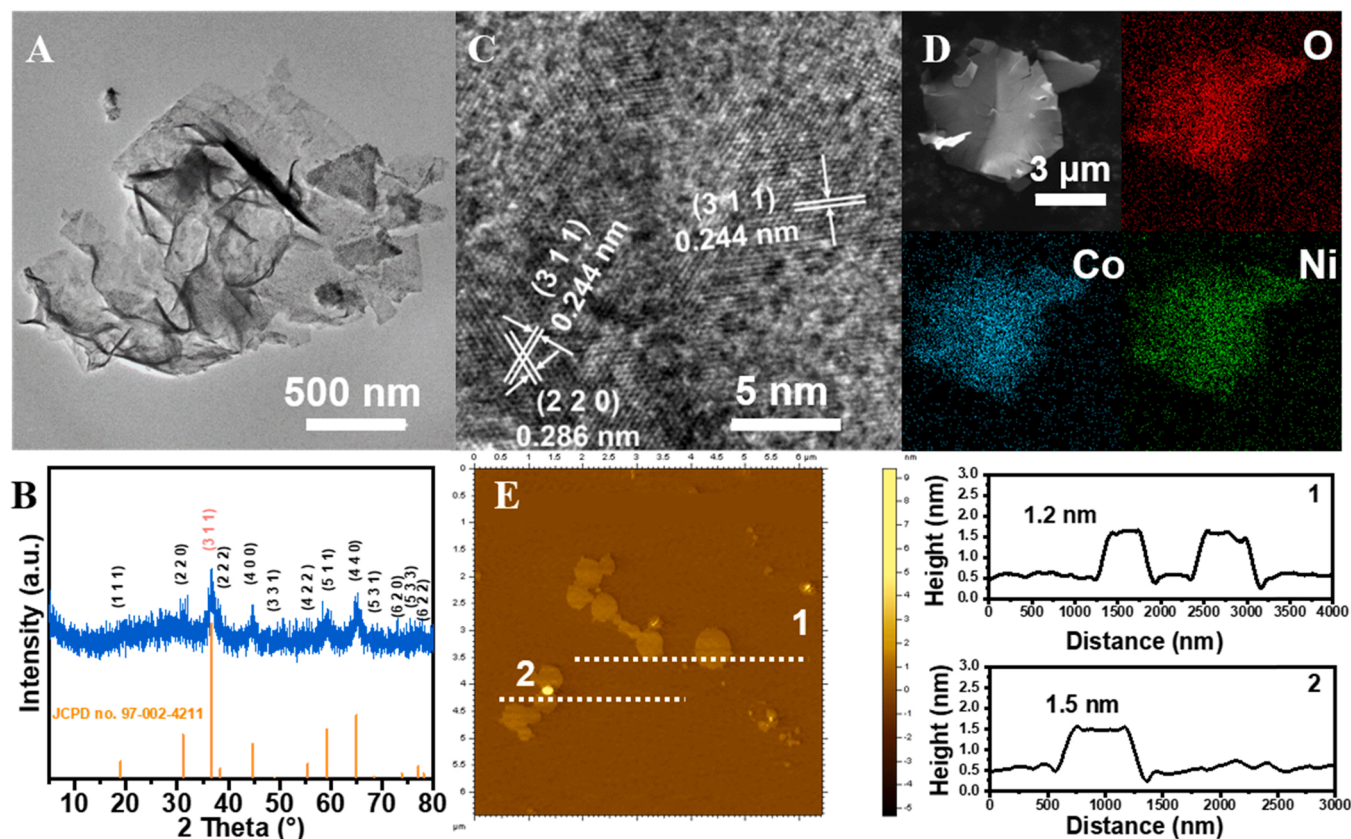 A
500 nm
C
(3 1 1)
0.244 nm
(3 1 1)
0.244 nm
(2 2 0)
0.286 nm
5 nm
D
3 μm
O
Co
Ni
B
Intensity (a.u.)
(1 1 1)
(2 2 0)
(3 1 1)
(2 2 2)
(4 0 0)
(3 3 1)
(4 2 2)
(5 1 1)
(4 4 0)
(5 3 1)
(6 2 0)
(5 3 3)
(6 2 2)
JCPD no. 97-002-4211
10 20 30 40 50 60 70 80
2 Theta (°)
E
0 0.5 1 1.5 2 2.5 3 3.5 4 4.5 5 5.5 6 μm
0
0.5
1
1.5
2
2.5
3
3.5
4
4.5
5
5.5
6
μm
1
2
nm
9
8
7
6
5
4
3
2
1
0
-1
-2
-3
-4
-5
Height (nm)
3.0
2.5
2.0
1.5
1.0
0.5
0.0
1.2 nm
1
0 500 1000 1500 2000 2500 3000 3500 4000
Distance (nm)
Height (nm)
3.0
2.5
2.0
1.5
1.0
0.5
0.0
1.5 nm
2
0 500 1000 1500 2000 2500 3000
Distance (nm)